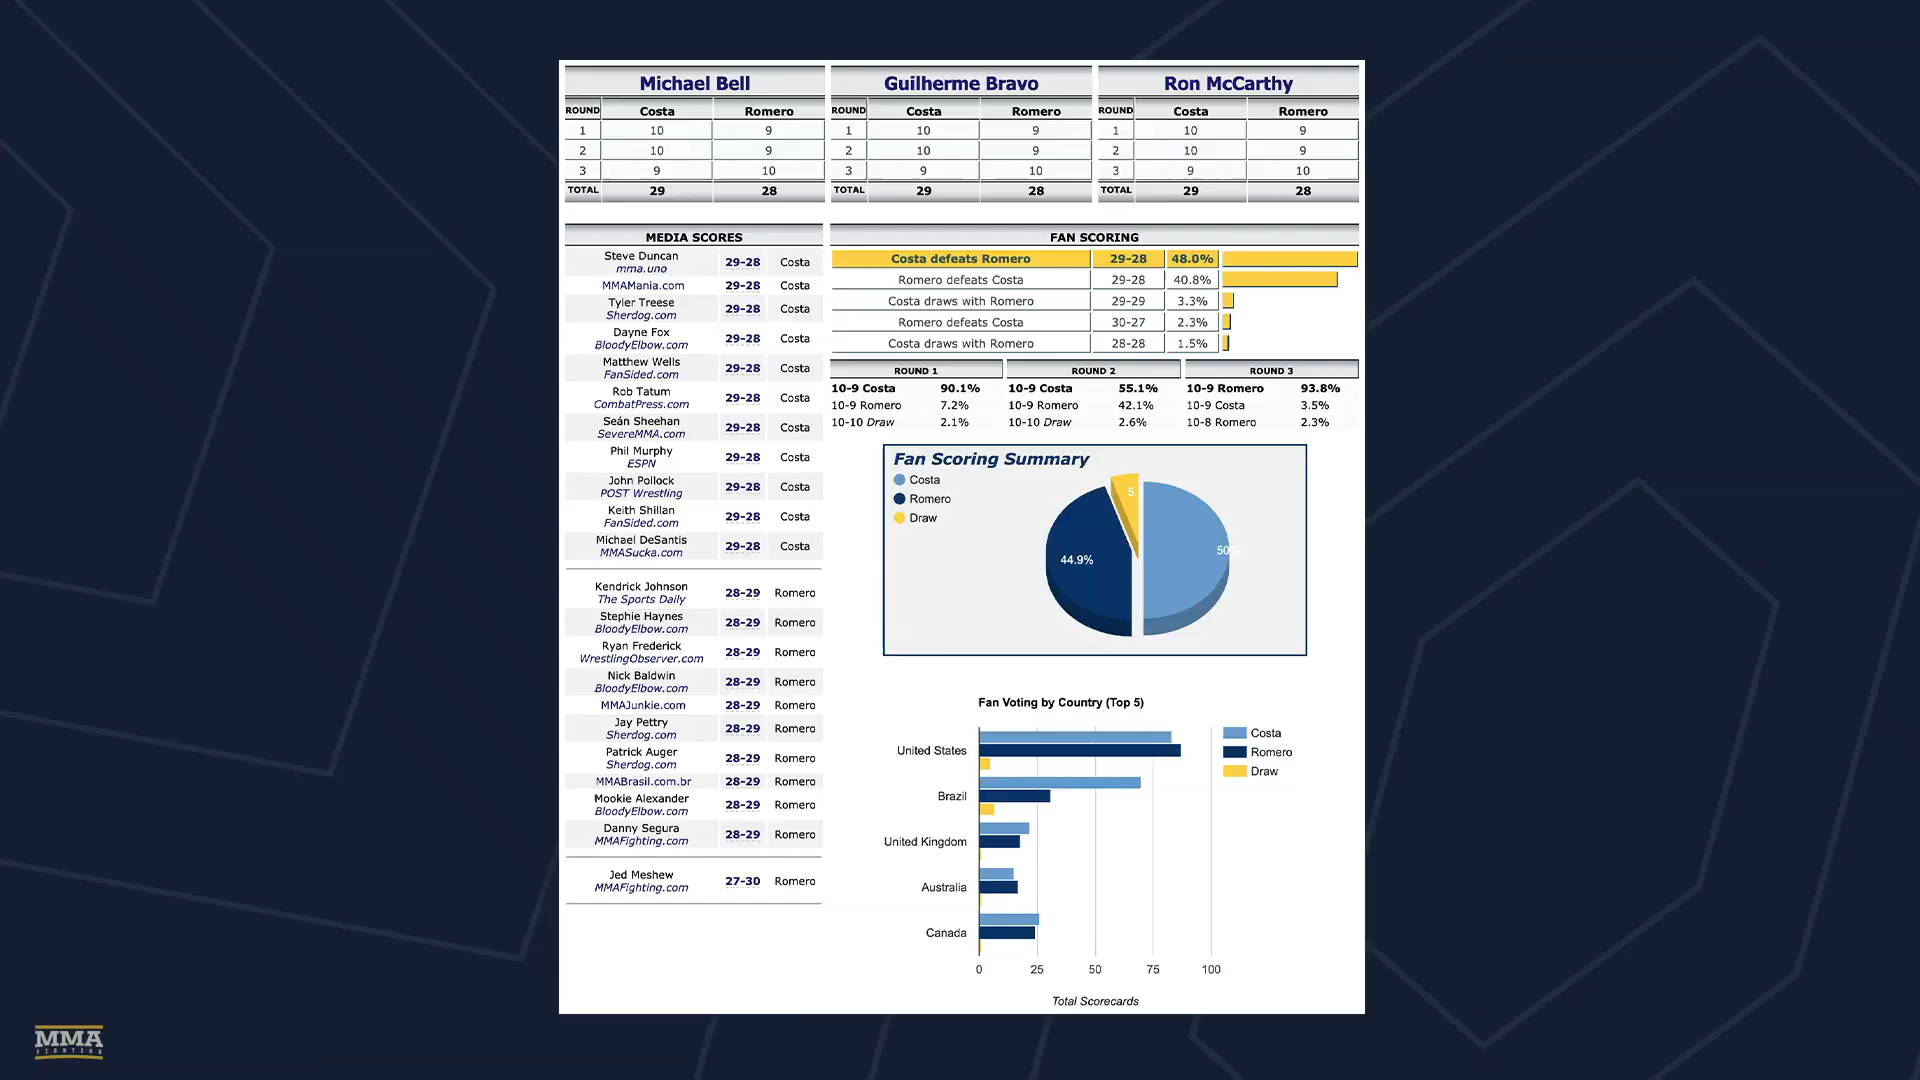 Michael Bell
ROUND Costa Romero
1 10 9
2 10 9
3 9 10
TOTAL 29 28
Guilherme Bravo
ROUND Costa Romero
1 10 9
2 10 9
3 9 10
TOTAL 29 28
Ron McCarthy
ROUND Costa Romero
1 10 9
2 10 9
3 9 10
TOTAL 29 28
MEDIA SCORES
Steve Duncan
mma.uno
29-28 Costa
MMAMania.com 29-28 Costa
Tyler Treese
Sherdog.com
29-28 Costa
Dayne Fox
BloodyElbow.com
29-28 Costa
Matthew Wells
FanSided.com
29-28 Costa
Rob Tatum
CombatPress.com
29-28 Costa
Seán Sheehan
SevereMMA.com
29-28 Costa
Phil Murphy
ESPN
29-28 Costa
John Pollock
POST Wrestling
29-28 Costa
Keith Shillan
FanSided.com
29-28 Costa
Michael DeSantis
MMASucka.com
29-28 Costa
Kendrick Johnson
The Sports Daily
28-29 Romero
Stephie Haynes
BloodyElbow.com
28-29 Romero
Ryan Frederick
WrestlingObserver.com
28-29 Romero
Nick Baldwin
BloodyElbow.com
28-29 Romero
MMAJunkie.com 28-29 Romero
Jay Pettry
Sherdog.com
28-29 Romero
Patrick Auger
Sherdog.com
28-29 Romero
MMABrasil.com.br 28-29 Romero
Mookie Alexander
BloodyElbow.com
28-29 Romero
Danny Segura
MMAFighting.com
28-29 Romero
Jed Meshew
MMAFighting.com
27-30 Romero
FAN SCORING
Costa defeats Romero 29-28 48.0%
Romero defeats Costa 29-28 40.8%
Costa draws with Romero 29-29 3.3%
Romero defeats Costa 30-27 2.3%
Costa draws with Romero 28-28 1.5%
ROUND 1
10-9 Costa 90.1%
10-9 Romero 7.2%
10-10 Draw 2.1%
ROUND 2
10-9 Costa 55.1%
10-9 Romero 42.1%
10-10 Draw 2.6%
ROUND 3
10-9 Romero 93.8%
10-9 Costa 3.5%
10-8 Romero 2.3%
Fan Scoring Summary
Costa
Romero
Draw
5.
50%
44.9%
Fan Voting by Country (Top 5)
United States
Brazil
United Kingdom
Australia
Canada
0 25 50 75 100
Total Scorecards
Costa
Romero
Draw
MMA
FIGHTING